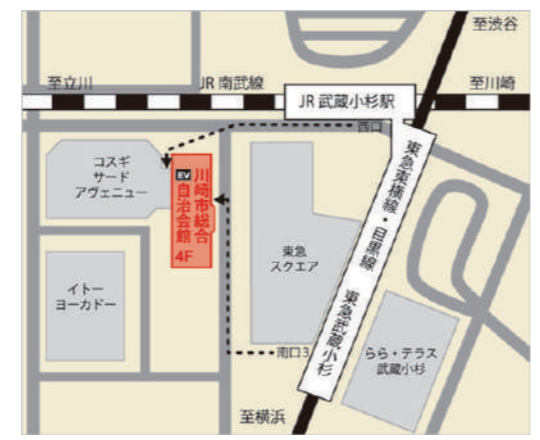 至渋谷
至立川
JR 南武線
至川崎
JR 武蔵小杉駅
西口
コスギ
サード
アヴェニュー
川崎市総合
EV 自治会館
4F
東急東横線・目黒線 東急武蔵小杉
東急
スクエア
イトー
ヨーカドー
南口3
らら・テラス
武蔵小杉
至横浜